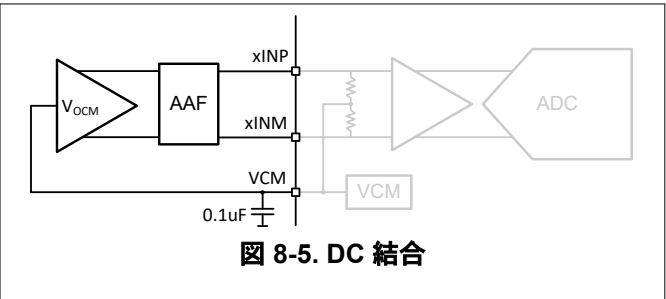 xINP
V_OCM
AAF
ADC
xINM
VCM
VCM
0.1uF
図 8-5. DC 結合